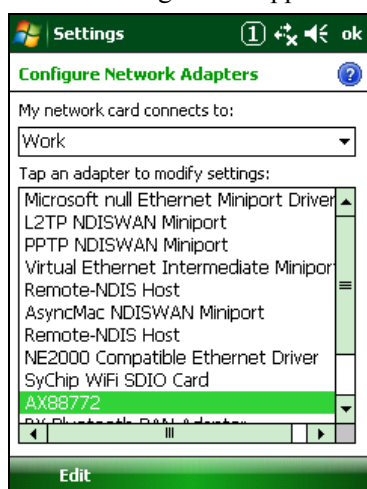 Settings 1 ok
Configure Network Adapters ?
My network card connects to:
Work
Tap an adapter to modify settings:
Microsoft null Ethernet Miniport Driver
L2TP NDISWAN Miniport
PPTP NDISWAN Miniport
Virtual Ethernet Intermediate Minipor
Remote-NDIS Host
AsyncMac NDISWAN Miniport
Remote-NDIS Host
NE2000 Compatible Ethernet Driver
SyChip WiFi SDIO Card
AX88772
Edit